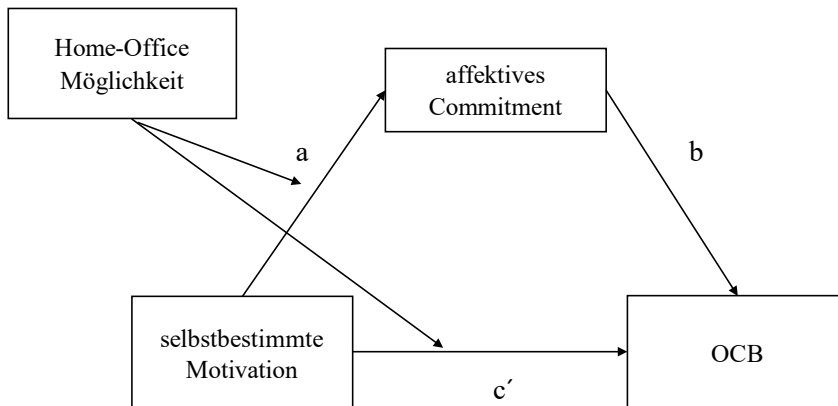 Home-Office
Möglichkeit
affektives
Commitment
a
b
selbstbestimmte
Motivation
OCB
c´